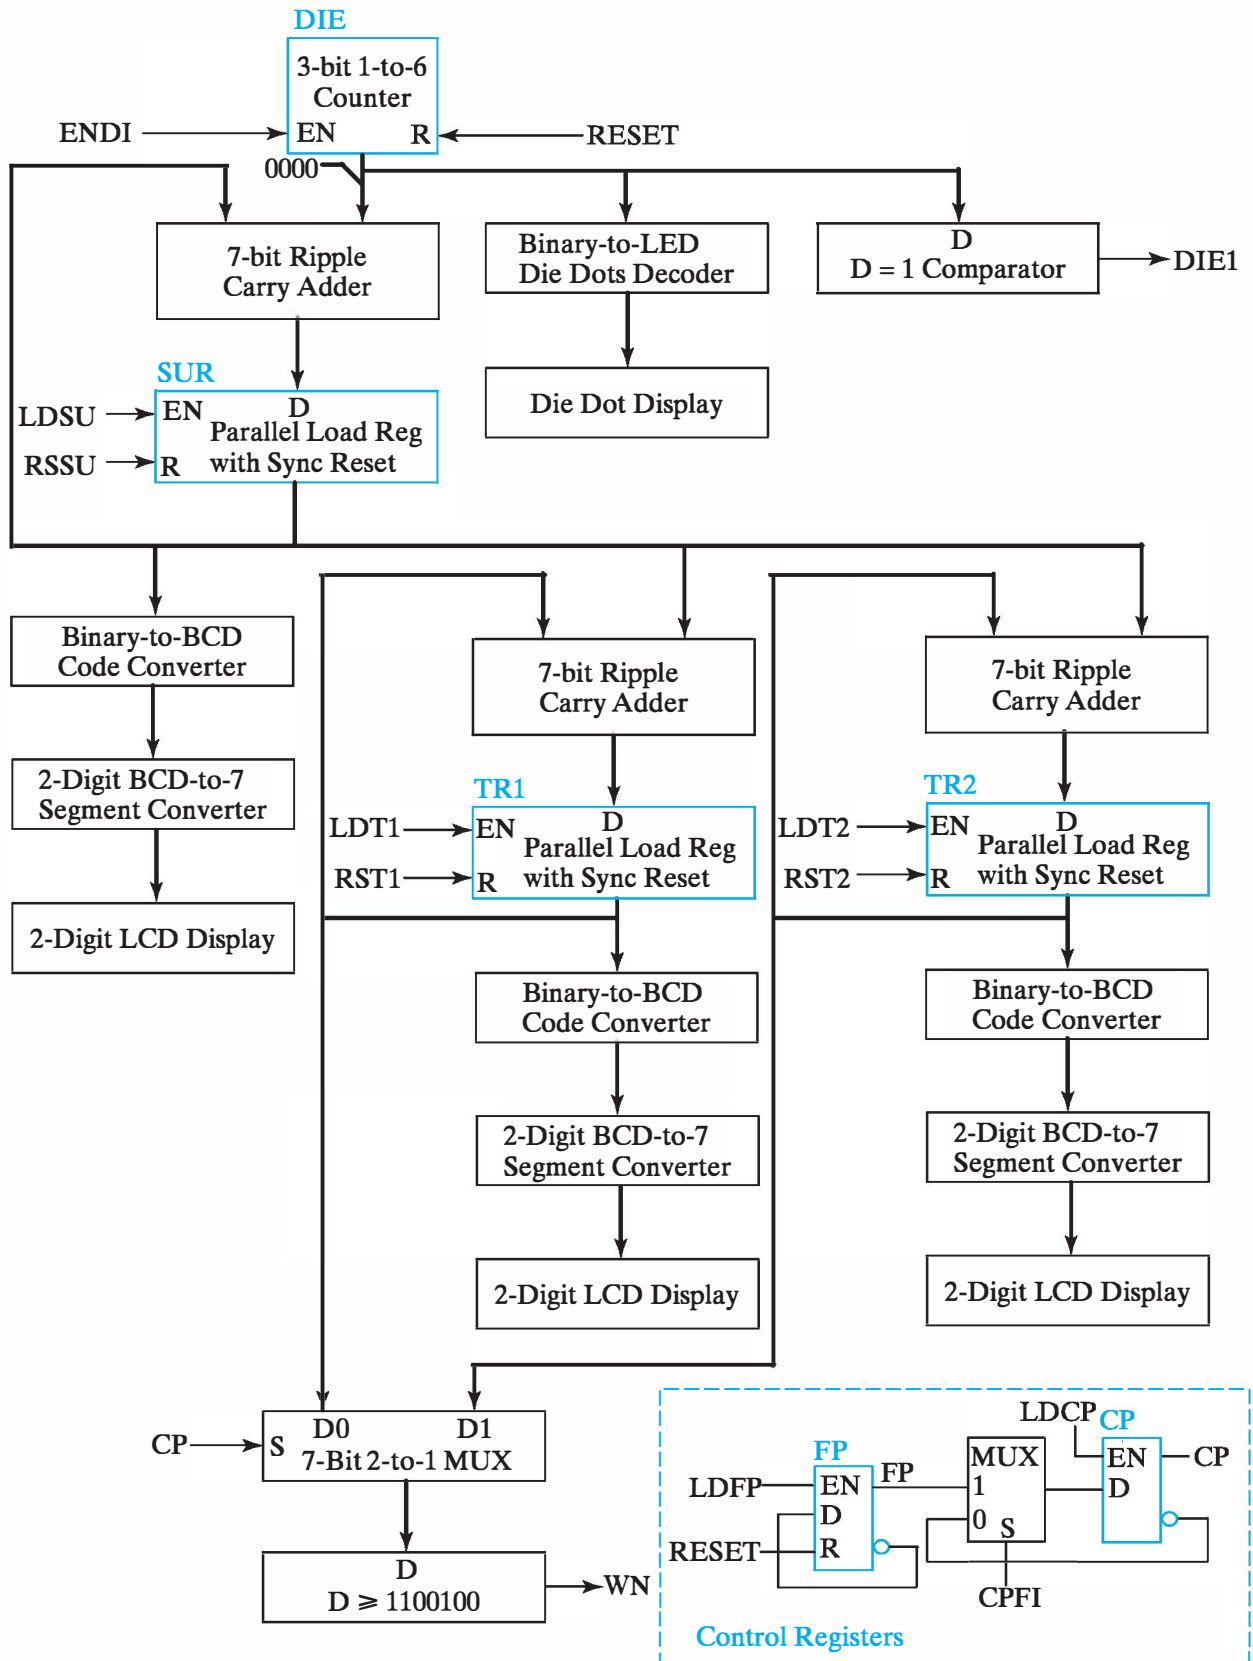 DIE
3-bit 1-to-6
Counter
ENDI
EN
R
RESET
0000
7-bit Ripple
Carry Adder
Binary-to-LED
Die Dots Decoder
D
D = 1 Comparator
DIE1
SUR
LDSU
EN
D
Parallel Load Reg
RSSU
R
with Sync Reset
Die Dot Display
Binary-to-BCD
Code Converter
7-bit Ripple
Carry Adder
7-bit Ripple
Carry Adder
2-Digit BCD-to-7
Segment Converter
TR1
LDT1
EN
D
Parallel Load Reg
RST1
R
with Sync Reset
TR2
LDT2
EN
D
Parallel Load Reg
RST2
R
with Sync Reset
2-Digit LCD Display
Binary-to-BCD
Code Converter
Binary-to-BCD
Code Converter
2-Digit BCD-to-7
Segment Converter
2-Digit BCD-to-7
Segment Converter
2-Digit LCD Display
2-Digit LCD Display
CP
S
D0
D1
7-Bit 2-to-1 MUX
D
D ⩾ 1100100
WN
LDCP
CP
FP
LDFP
EN
D
RESET
R
FP
MUX
1
0
S
CPFI
EN
D
CP
Control Registers